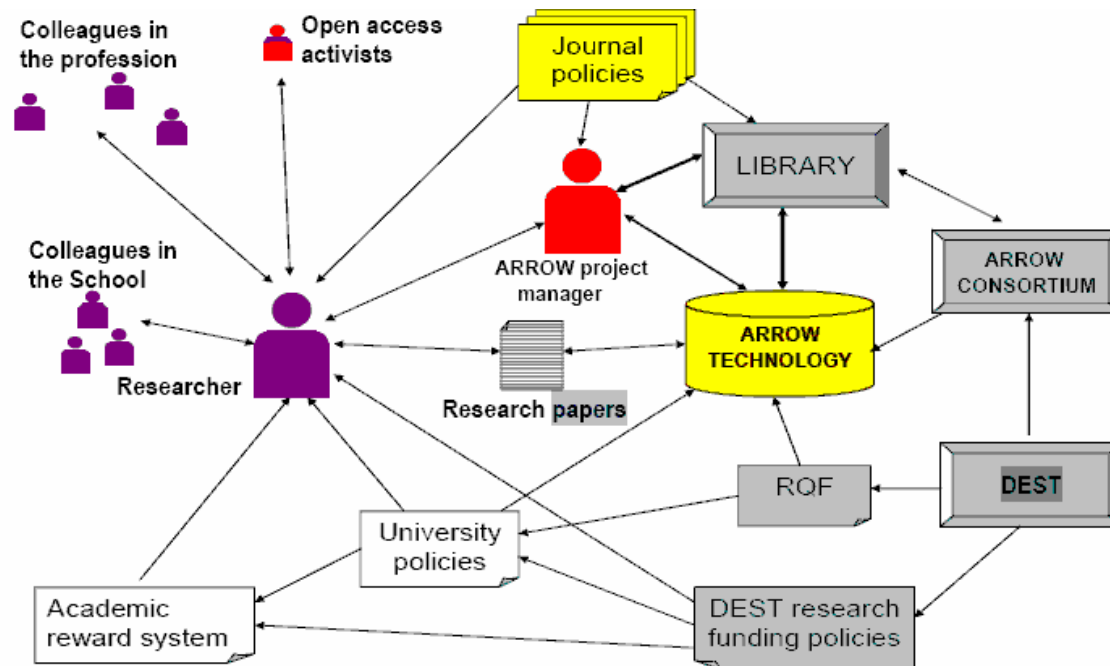 Colleagues in
the profession
Open access
activists
Journal
policies
LIBRARY
Colleagues in
the School
ARROW project
manager
ARROW
CONSORTIUM
ARROW
TECHNOLOGY
Researcher
Research papers
RQF
DEST
University
policies
Academic
reward system
DEST research
funding policies